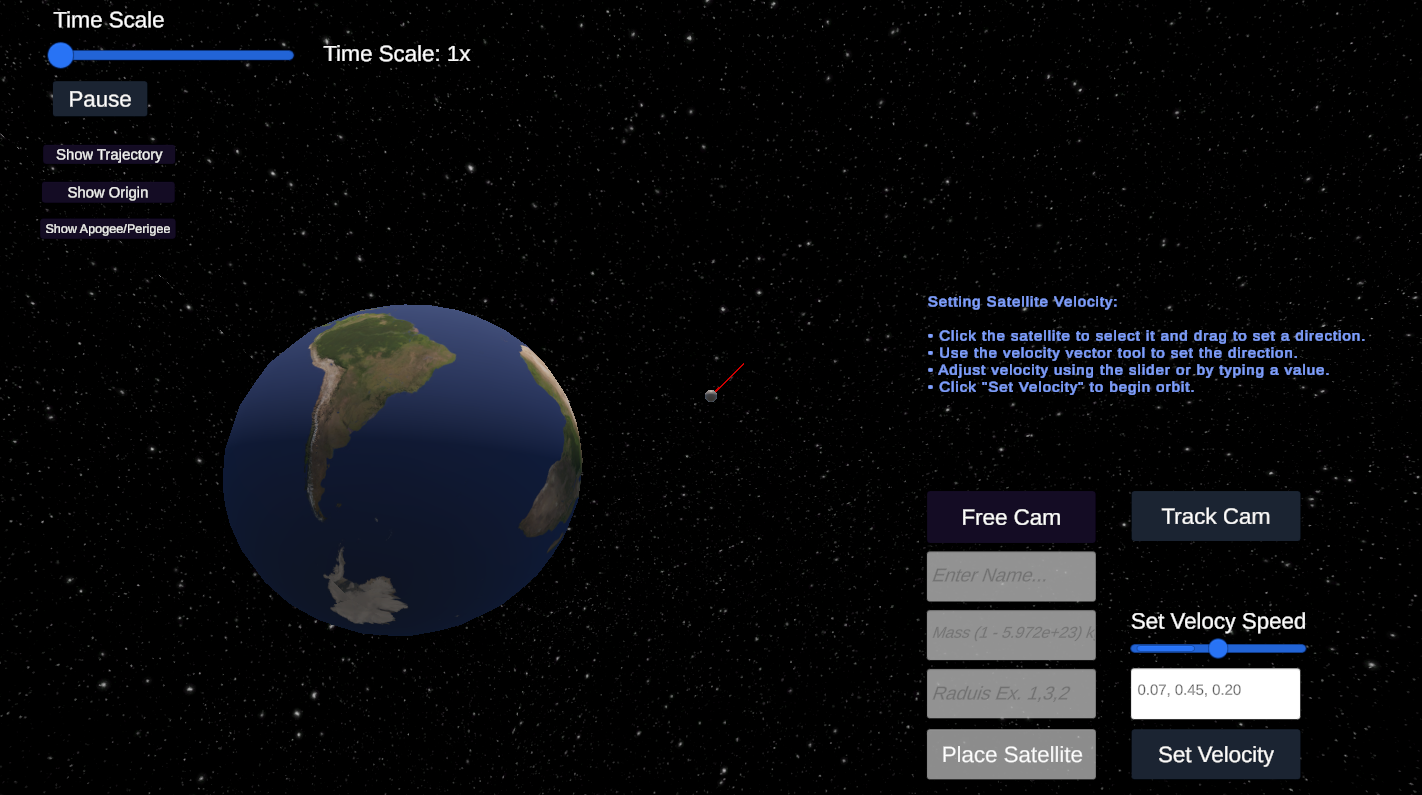 Time Scale
Time Scale: 1x
Pause
Show Trajectory
Show Origin
Show Apogee/Perigee
Setting Satellite Velocity:
• Click the satellite to select it and drag to set a direction.
• Use the velocity vector tool to set the direction.
• Adjust velocity using the slider or by typing a value.
• Click "Set Velocity" to begin orbit.
Free Cam
Track Cam
Enter Name...
Mass (1 - 5.972e+23) k
Raduis Ex. 1,3,2
Place Satellite
Set Velocy Speed
0.07, 0.45, 0.20
Set Velocity